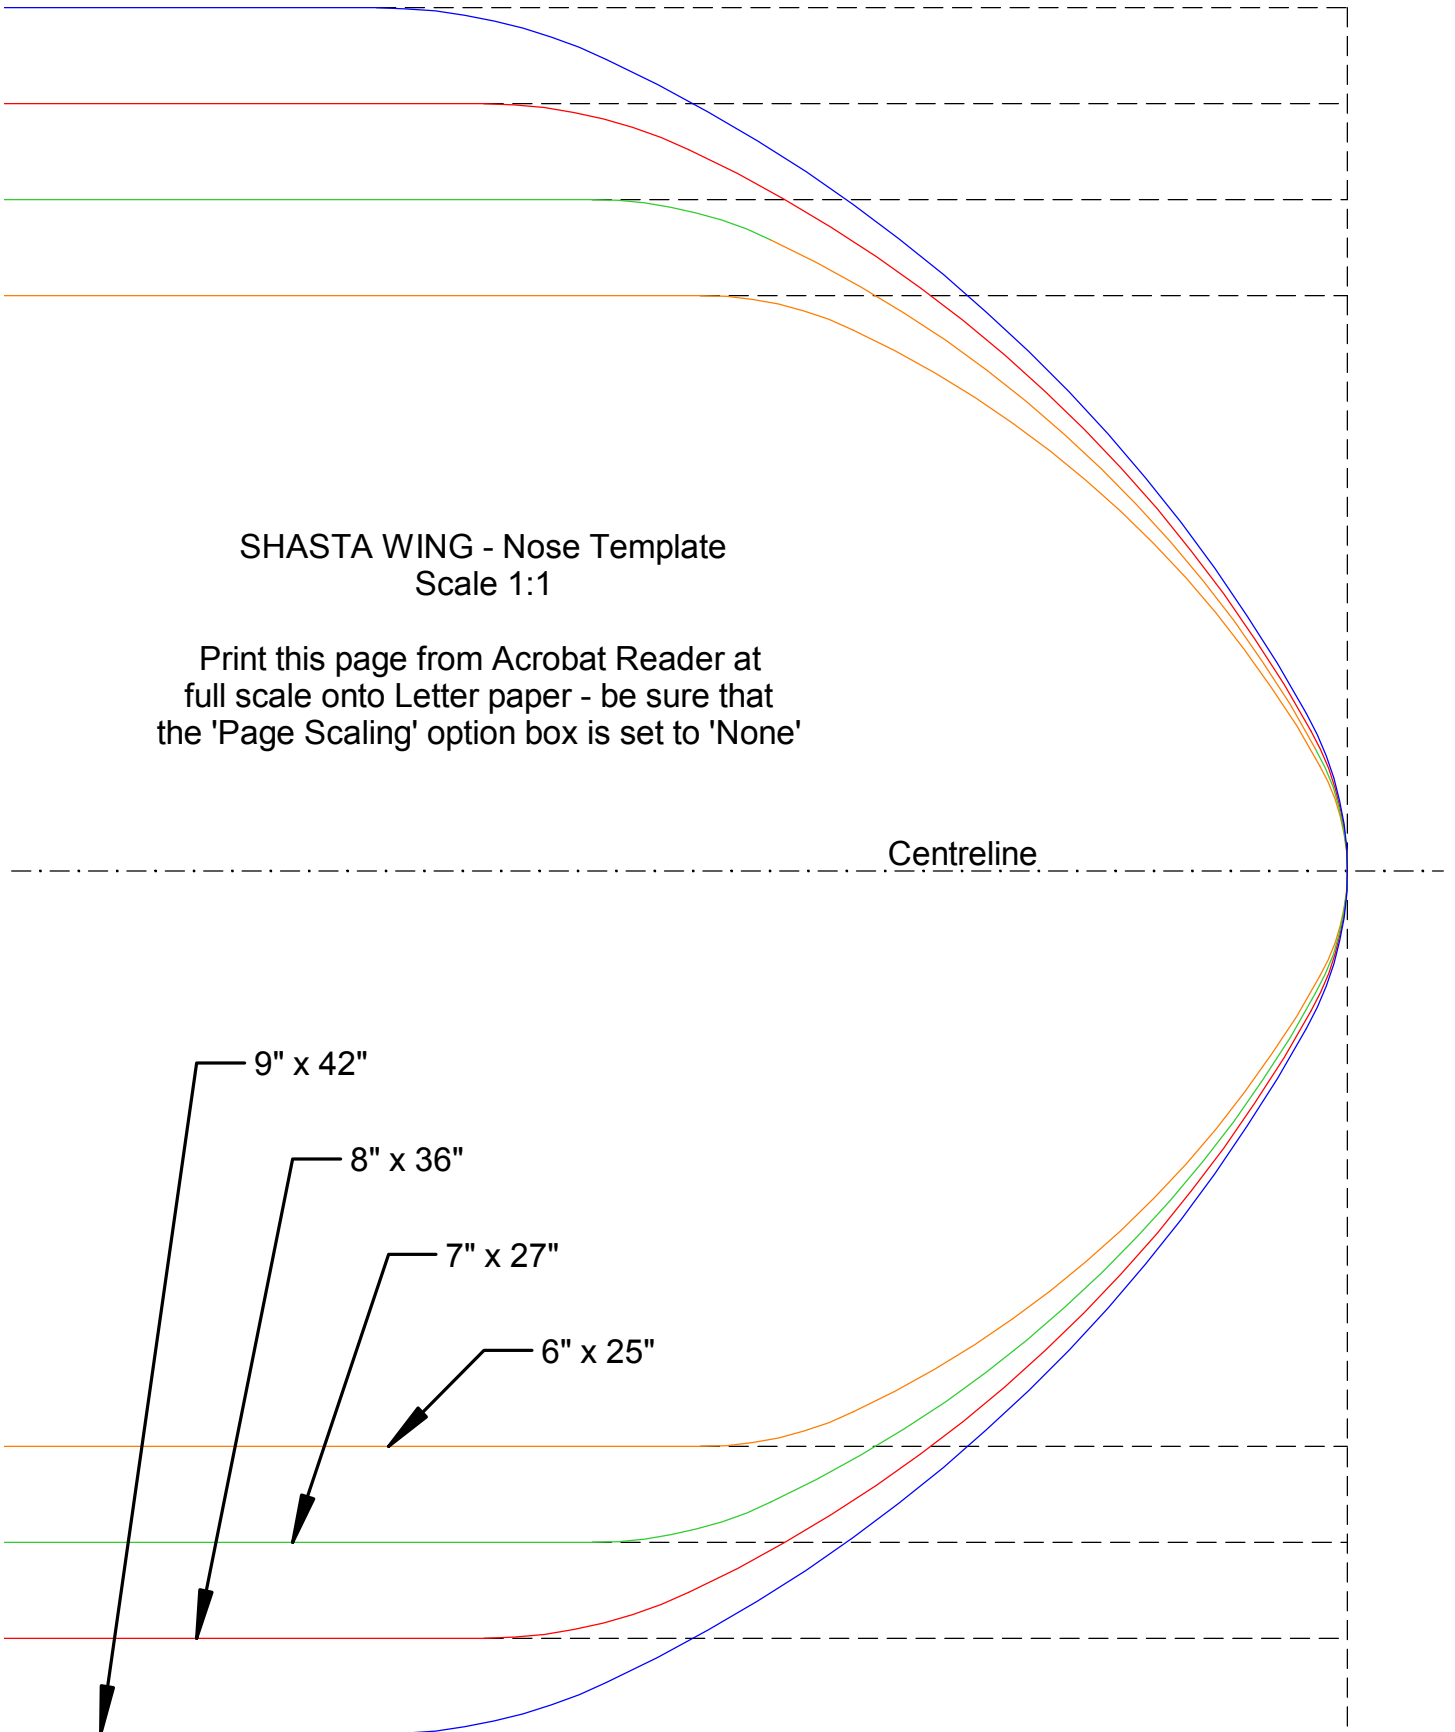 SHASTA WING - Nose Template
Scale 1:1
Print this page from Acrobat Reader at
full scale onto Letter paper - be sure that
the 'Page Scaling' option box is set to 'None'
Centreline
9" x 42"
8" x 36"
7" x 27"
6" x 25"